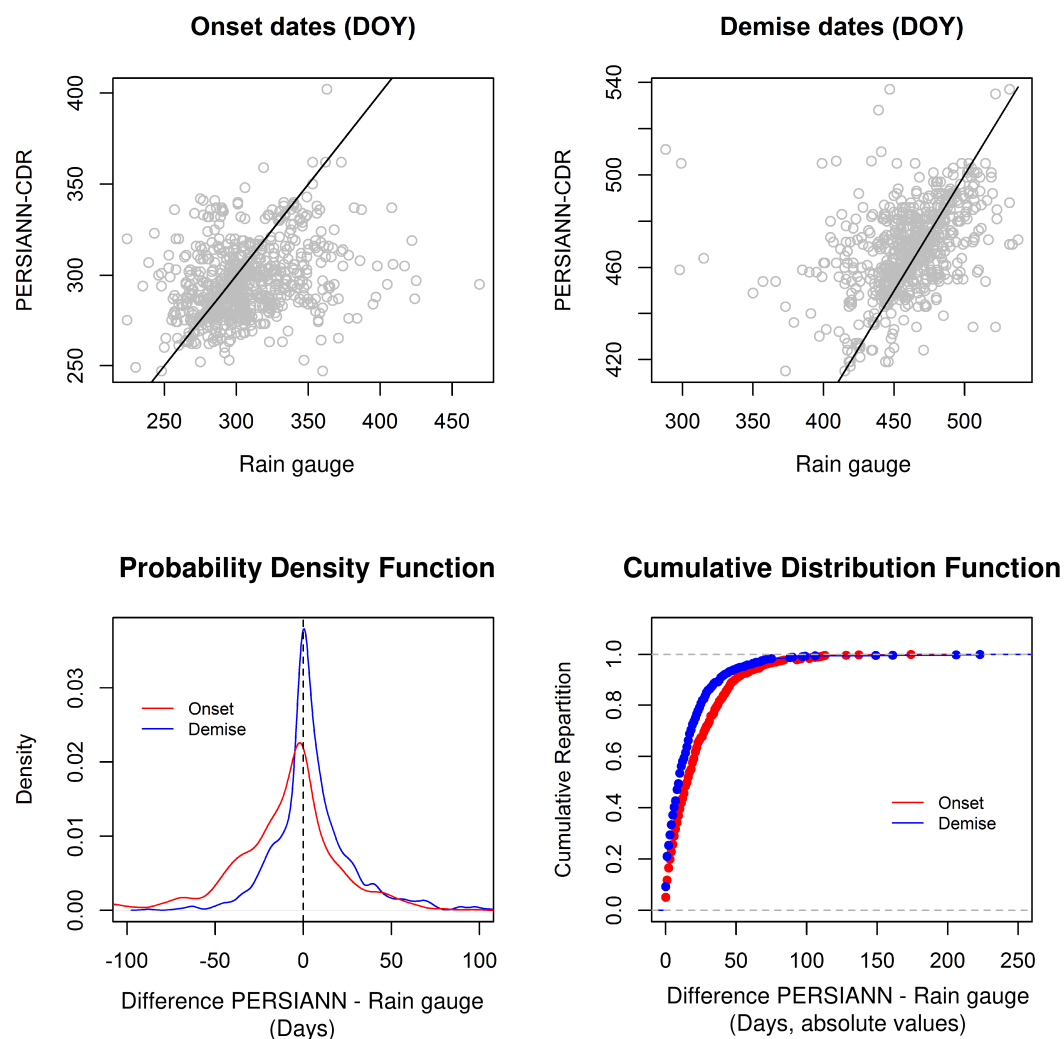 Onset dates (DOY)
Demise dates (DOY)
PERSIANN-CDR
400
350
300
250
250
300
350
400
450
Rain gauge
PERSIANN-CDR
540
500
460
420
300
350
400
450
500
Rain gauge
Probability Density Function
Cumulative Distribution Function
Density
0.03
0.02
0.01
0.00
Onset
Demise
-100
-50
0
50
100
Difference PERSIANN - Rain gauge
(Days)
Cumulative Repartition
1.0
0.8
0.6
0.4
0.2
0.0
Onset
Demise
0
50
100
150
200
250
Difference PERSIANN - Rain gauge
(Days, absolute values)